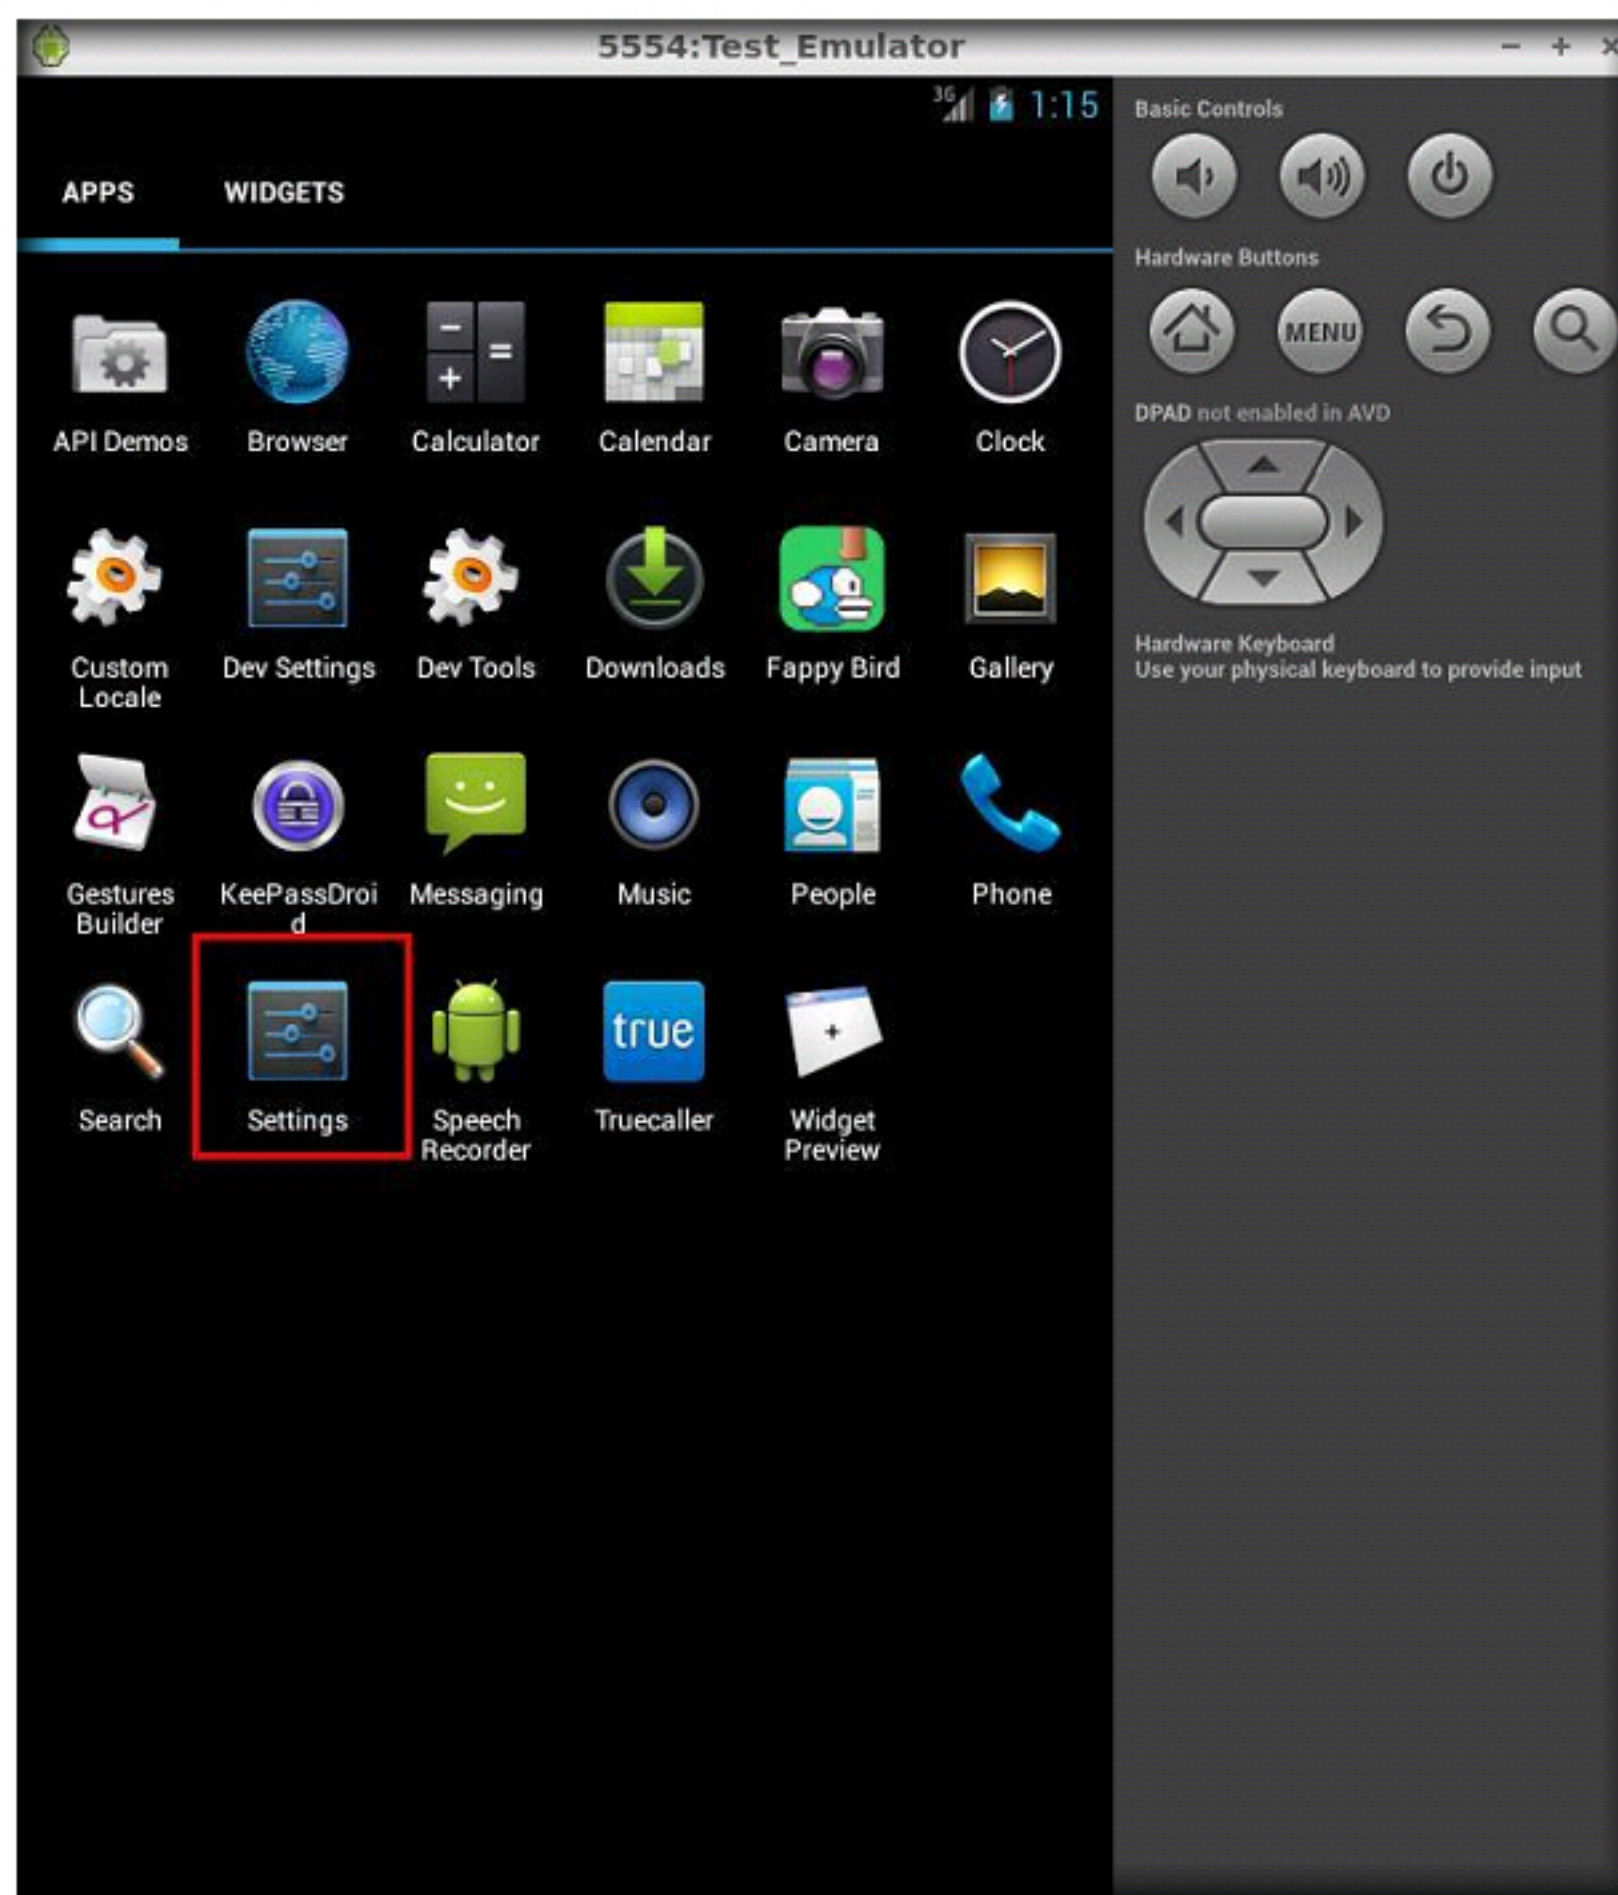 5554:Test_Emulator
3G 1:15
APPS WIDGETS
API Demos Browser Calculator Calendar Camera Clock
Custom Locale Dev Settings Dev Tools Downloads Fappy Bird Gallery
Gestures Builder KeePassDroid Messaging Music People Phone
true
Search Settings Speech Recorder Truecaller Widget Preview
Basic Controls
Hardware Buttons
MENU
DPAD not enabled in AVD
Hardware Keyboard
Use your physical keyboard to provide input